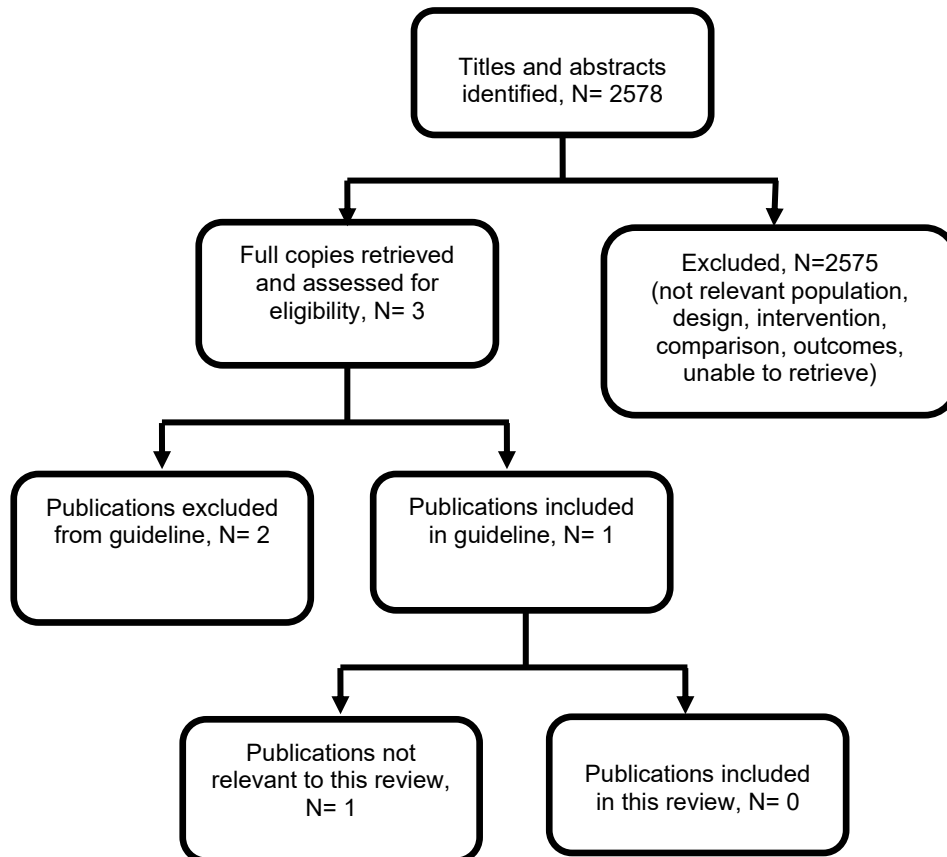 Titles and abstracts
identified, N= 2578
Full copies retrieved
and assessed for
eligibility, N= 3
Excluded, N=2575
(not relevant population,
design, intervention,
comparison, outcomes,
unable to retrieve)
Publications excluded
from guideline, N= 2
Publications included
in guideline, N= 1
Publications not
relevant to this review,
N= 1
Publications included
in this review, N= 0